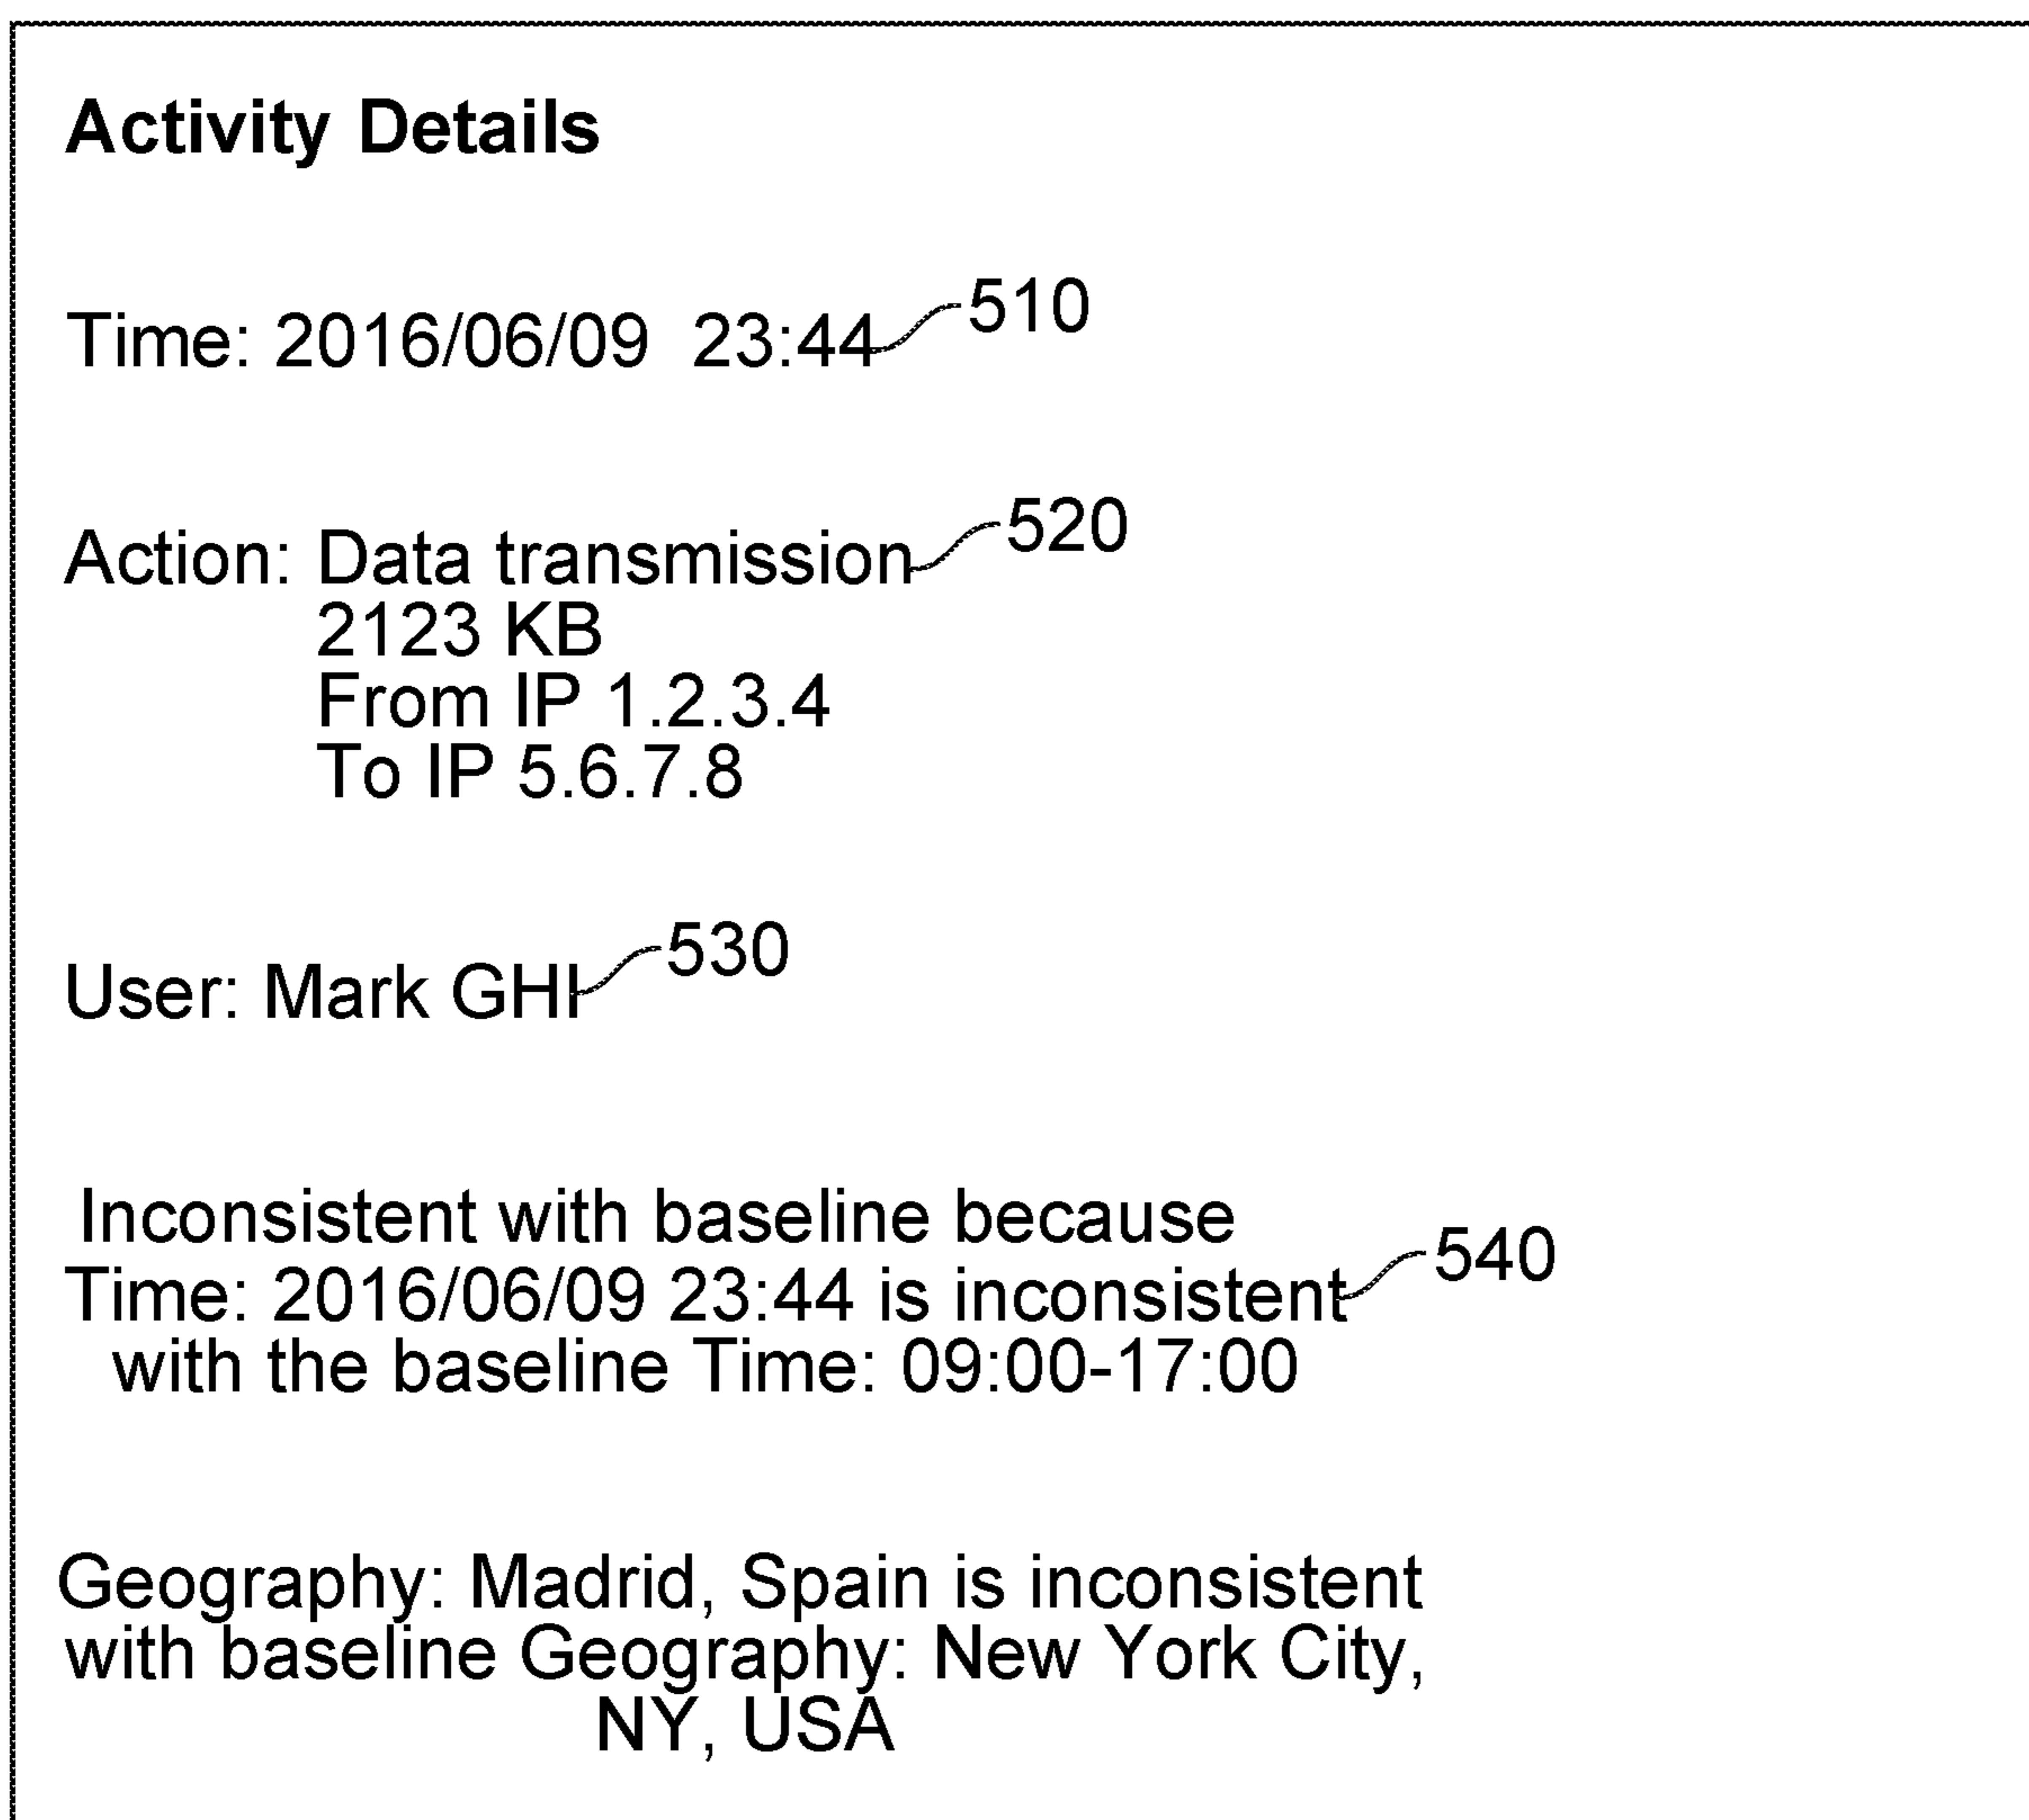 Activity Details
Time: 2016/06/09 23:44 510
Action: Data transmission 520
2123 KB
From IP 1.2.3.4
To IP 5.6.7.8
User: Mark GHI 530
Inconsistent with baseline because
Time: 2016/06/09 23:44 is inconsistent 540
with the baseline Time: 09:00-17:00
Geography: Madrid, Spain is inconsistent
with baseline Geography: New York City,
NY, USA